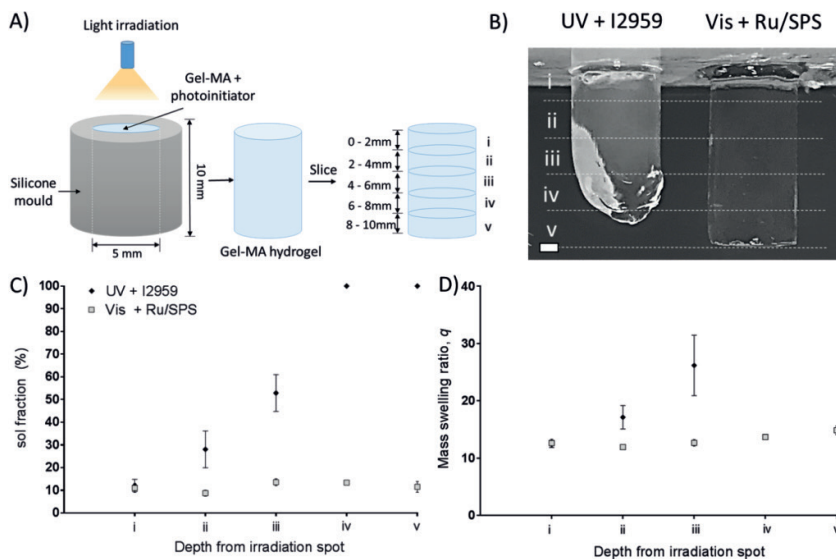 A)
Light irradiation
Gel-MA +
photoinitiator
Silicone
mould
10 mm
5 mm
Gel-MA hydrogel
Slice
0 - 2mm
2 - 4mm
4 - 6mm
6 - 8mm
8 - 10mm
i
ii
iii
iv
v
B)
UV + I2959
Vis + Ru/SPS
i
ii
iii
iv
v
C)
UV + I2959
Vis + Ru/SPS
sol fraction (%)
100
90
80
70
60
50
40
30
20
10
0
i
ii
iii
iv
v
Depth from irradiation spot
D)
Mass swelling ratio, q
40
30
20
10
0
i
ii
iii
iv
v
Depth from irradiation spot